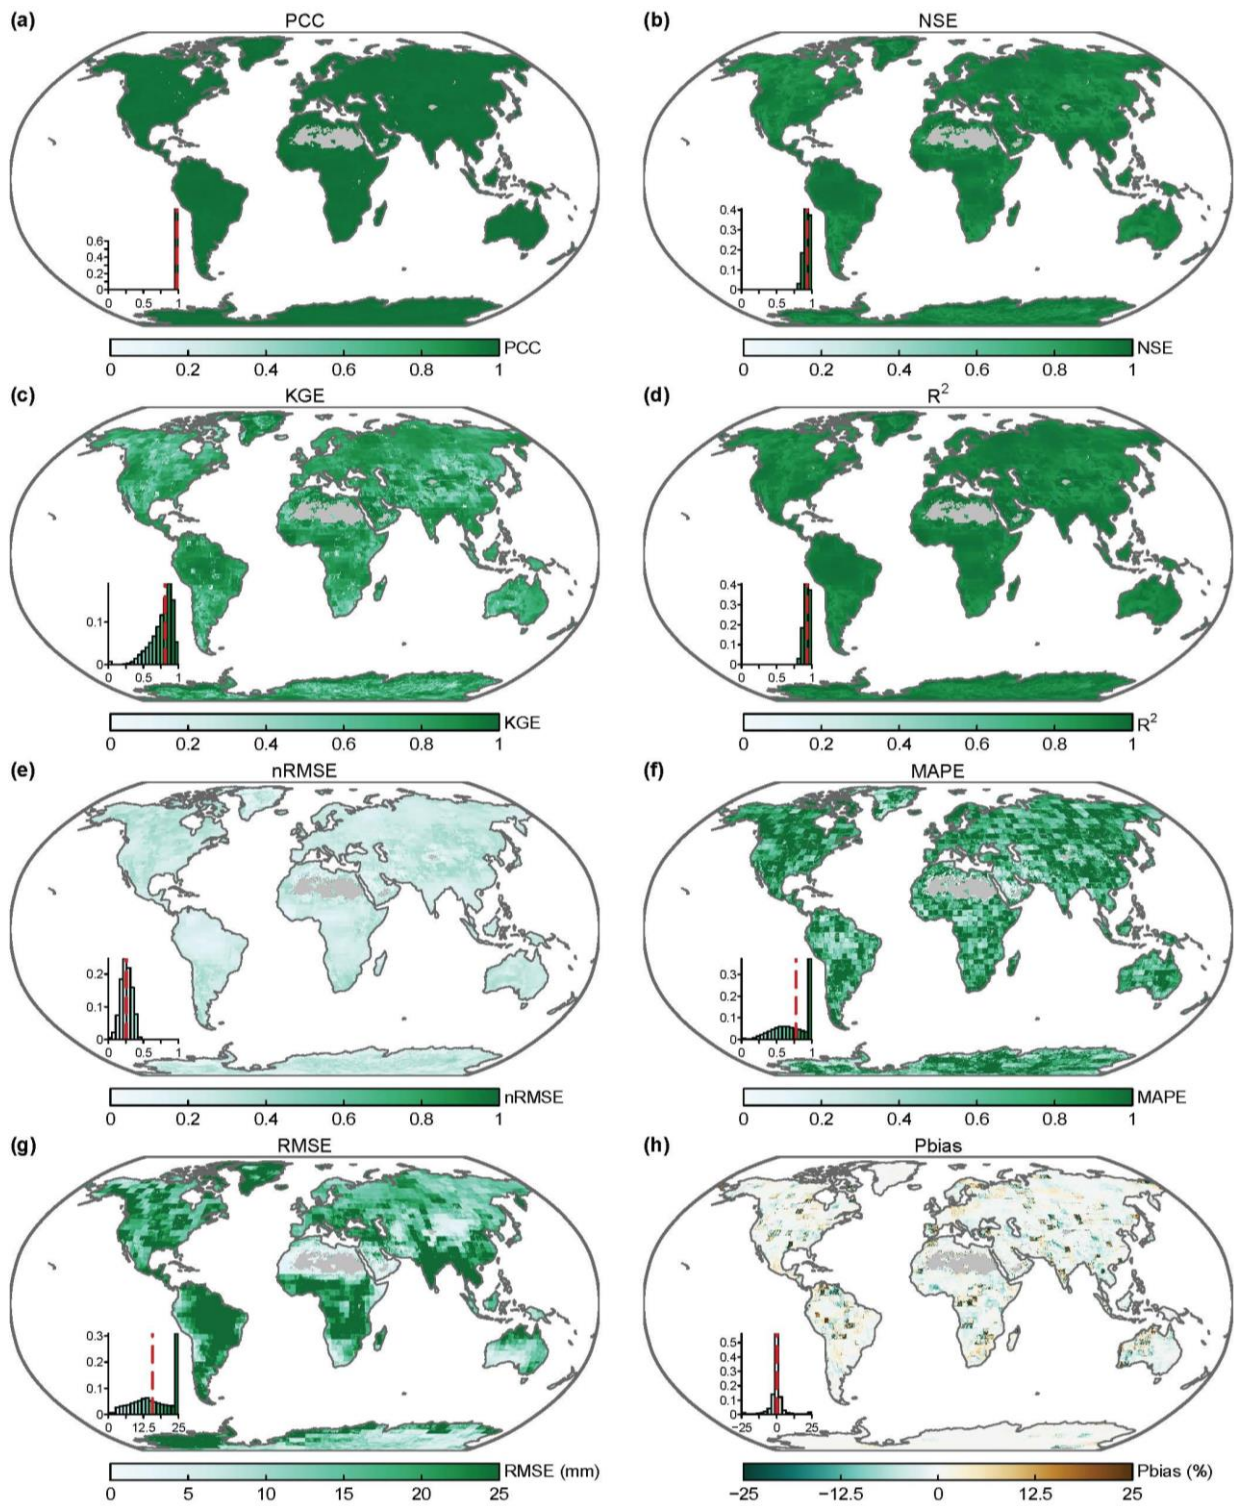 (a) PCC
0.6
0.4
0.2
0
0 0.5 1
PCC
0 0.2 0.4 0.6 0.8 1
(b) NSE
0.4
0.3
0.2
0.1
0
0 0.5 1
NSE
0 0.2 0.4 0.6 0.8 1
(c) KGE
0.1
0
0 0.5 1
KGE
0 0.2 0.4 0.6 0.8 1
(d) R²
0.4
0.3
0.2
0.1
0
0 0.5 1
R²
0 0.2 0.4 0.6 0.8 1
(e) nRMSE
0.2
0.1
0
0 0.5 1
nRMSE
0 0.2 0.4 0.6 0.8 1
(f) MAPE
0.3
0.2
0.1
0
0 0.5 1
MAPE
0 0.2 0.4 0.6 0.8 1
(g) RMSE
0.3
0.2
0.1
0
0 12.5 25
RMSE (mm)
0 5 10 15 20 25
(h) Pbias
0.5
0.4
0.3
0.2
0.1
0
−25 0 25
Pbias (%)
−25 −12.5 0 12.5 25